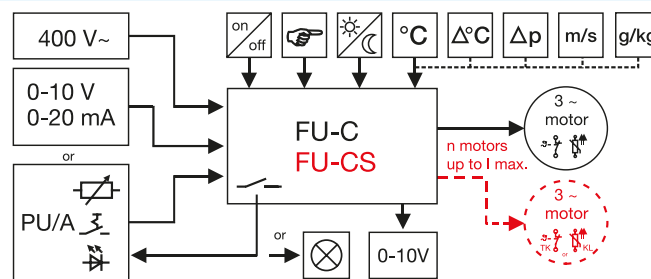 on
off
°C
Δ°C
Δp
m/s
g/kg
400 V~
0-10 V
0-20 mA
or
PU/A
FU-C
FU-CS
3 ~
motor
n motors
up to I max.
3 ~
motor
TK
or
KL
or
0-10V